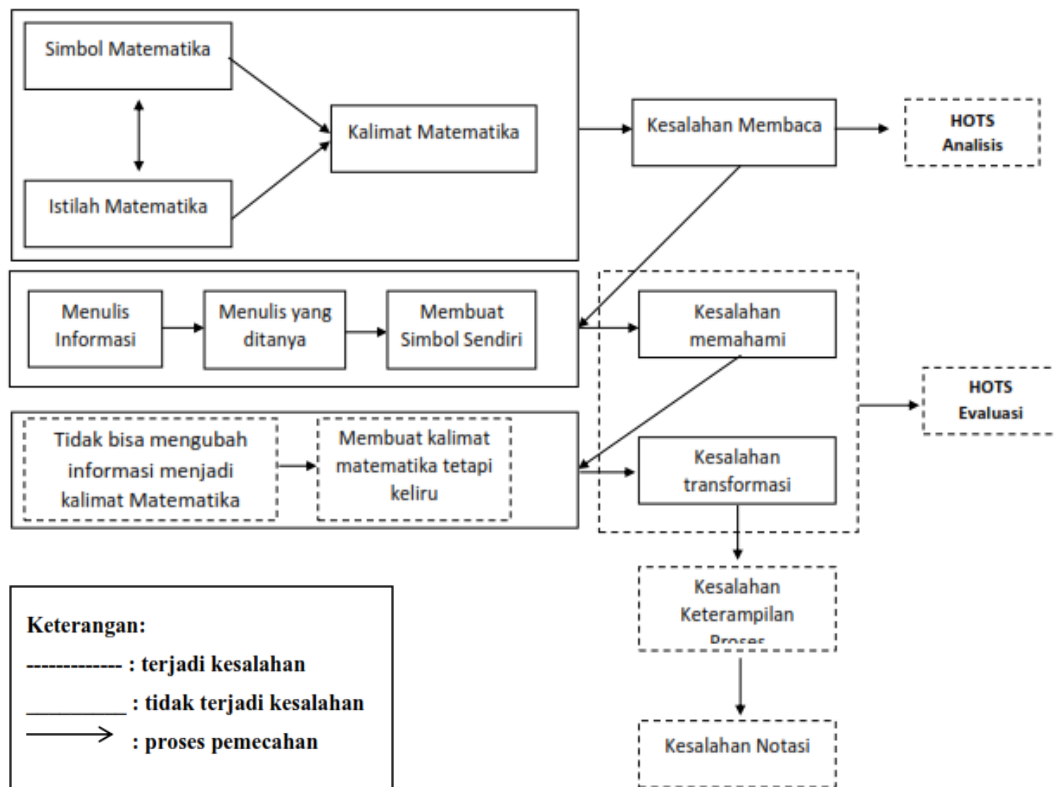 Simbol Matematika
Istilah Matematika
Kalimat Matematika
Kesalahan Membaca
HOTS
Analisis
Menulis
Informasi
Menulis yang
ditanya
Membuat
Simbol Sendiri
Kesalahan
memahami
HOTS
Evaluasi
Tidak bisa mengubah
informasi menjadi
kalimat Matematika
Membuat kalimat
matematika tetapi
keliru
Kesalahan
transformasi
Kesalahan
Keterampilan
Proses
Kesalahan Notasi
Keterangan:
------------- : terjadi kesalahan
__________ : tidak terjadi kesalahan
: proses pemecahan